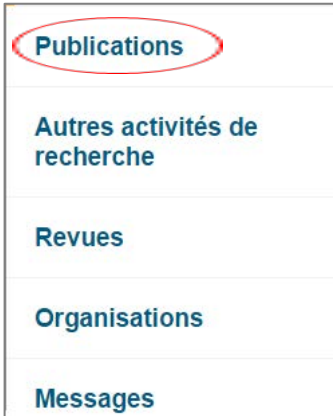 Publications
Autres activités de
recherche
Revues
Organisations
Messages